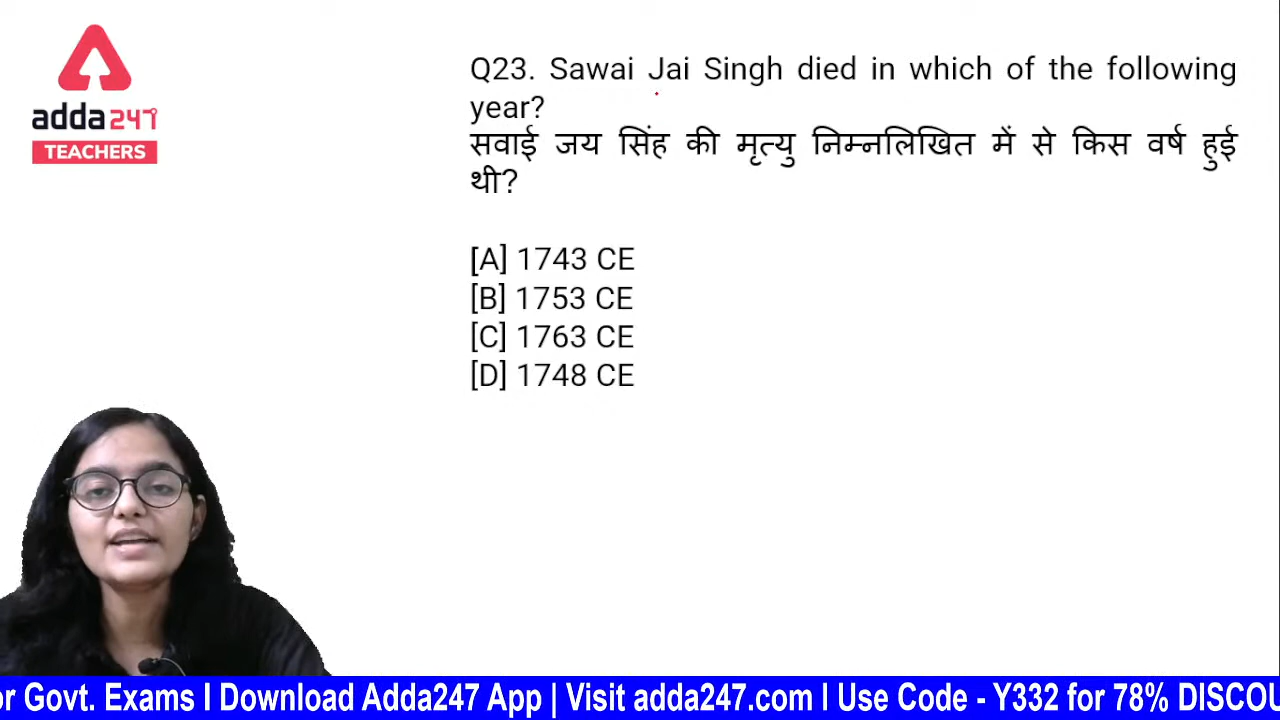 adda247
TEACHERS
Q23. Sawai Jai Singh died in which of the following
year?
सवाई जय सिंह की मृत्यु निम्नलिखित में से किस वर्ष हुई
थी?
[A] 1743 CE
[B] 1753 CE
[C] 1763 CE
[D] 1748 CE
or Govt. Exams I Download Adda247 App | Visit adda247.com I Use Code - Y332 for 78% DISCOU